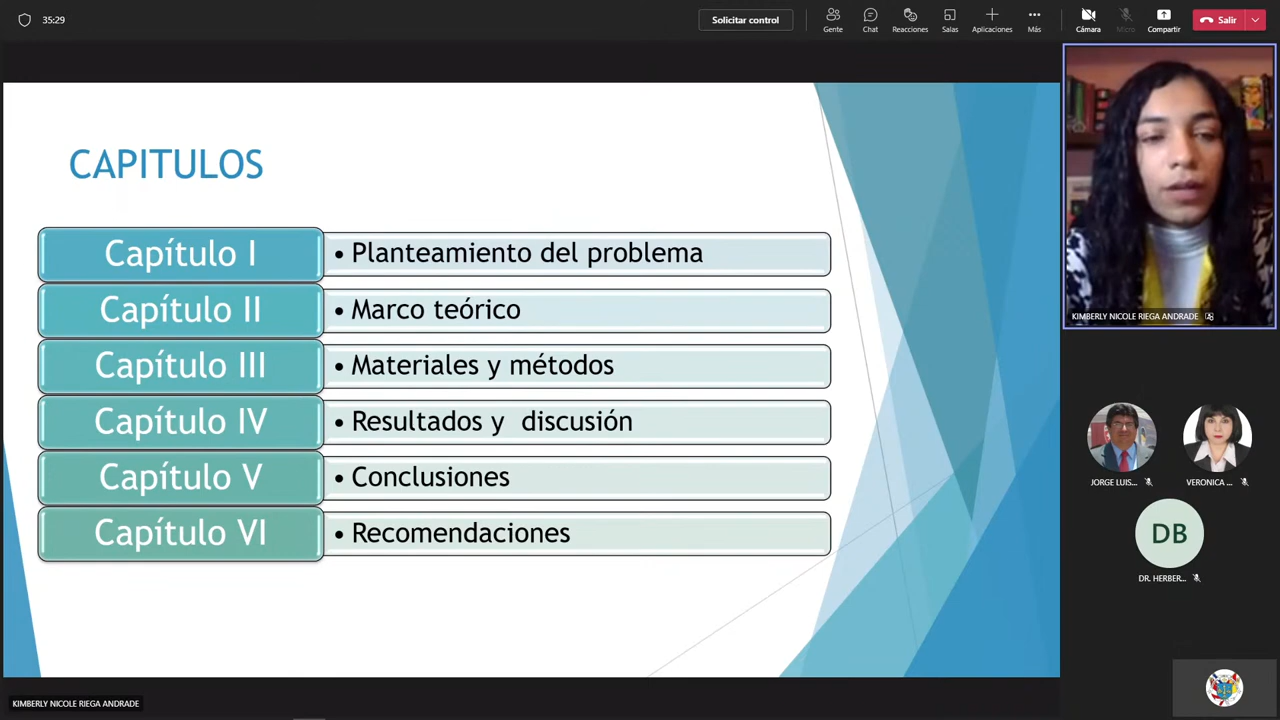 35:29
Solicitar control
Gente
Chat
Reacciones
Salas
Aplicaciones
Más
Cámara
Micro
Compartir
Salir
CAPITULOS
Capítulo I
• Planteamiento del problema
Capítulo II
• Marco teórico
Capítulo III
• Materiales y métodos
Capítulo IV
• Resultados y  discusión
Capítulo V
• Conclusiones
Capítulo VI
• Recomendaciones
KIMBERLY NICOLE RIEGA ANDRADE
JORGE LUIS...
VERONICA ...
DB
DR. HERBER...
KIMBERLY NICOLE RIEGA ANDRADE